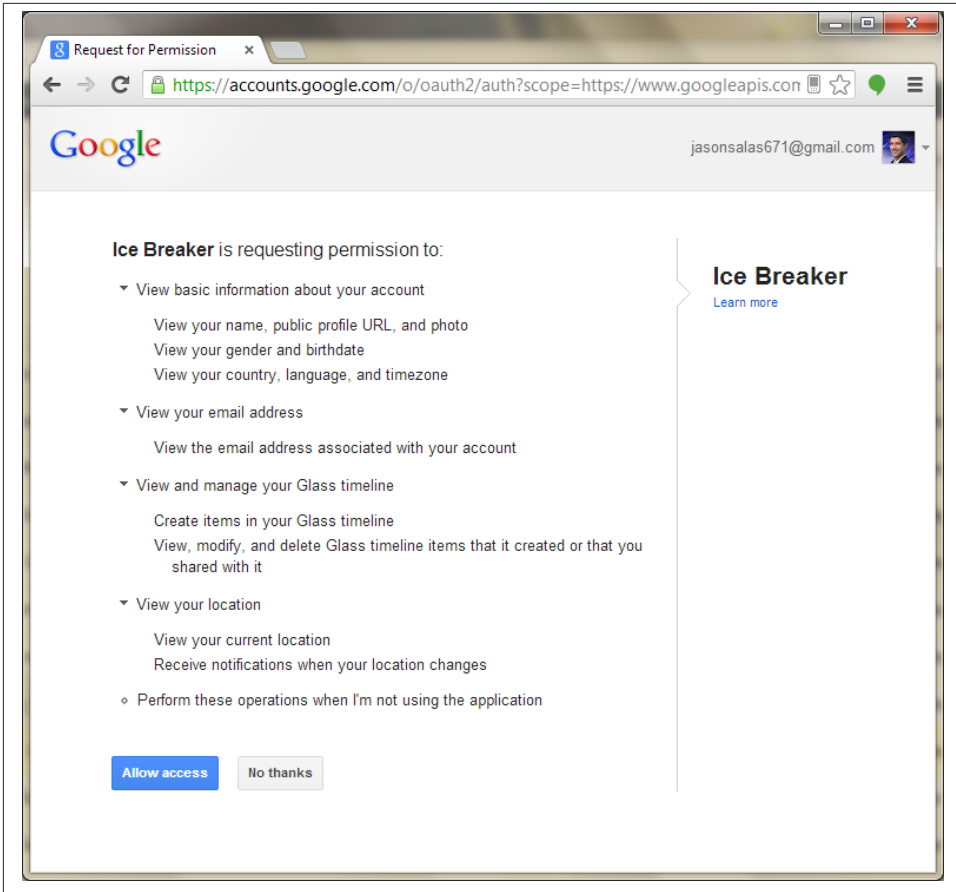 Request for Permission
https://accounts.google.com/o/oauth2/auth?scope=https://www.googleapis.con
Google
jasonsalas671@gmail.com
Ice Breaker is requesting permission to:
Ice Breaker
Learn more
View basic information about your account
View your name, public profile URL, and photo
View your gender and birthdate
View your country, language, and timezone
View your email address
View the email address associated with your account
View and manage your Glass timeline
Create items in your Glass timeline
View, modify, and delete Glass timeline items that it created or that you
shared with it
View your location
View your current location
Receive notifications when your location changes
Perform these operations when I'm not using the application
Allow access
No thanks